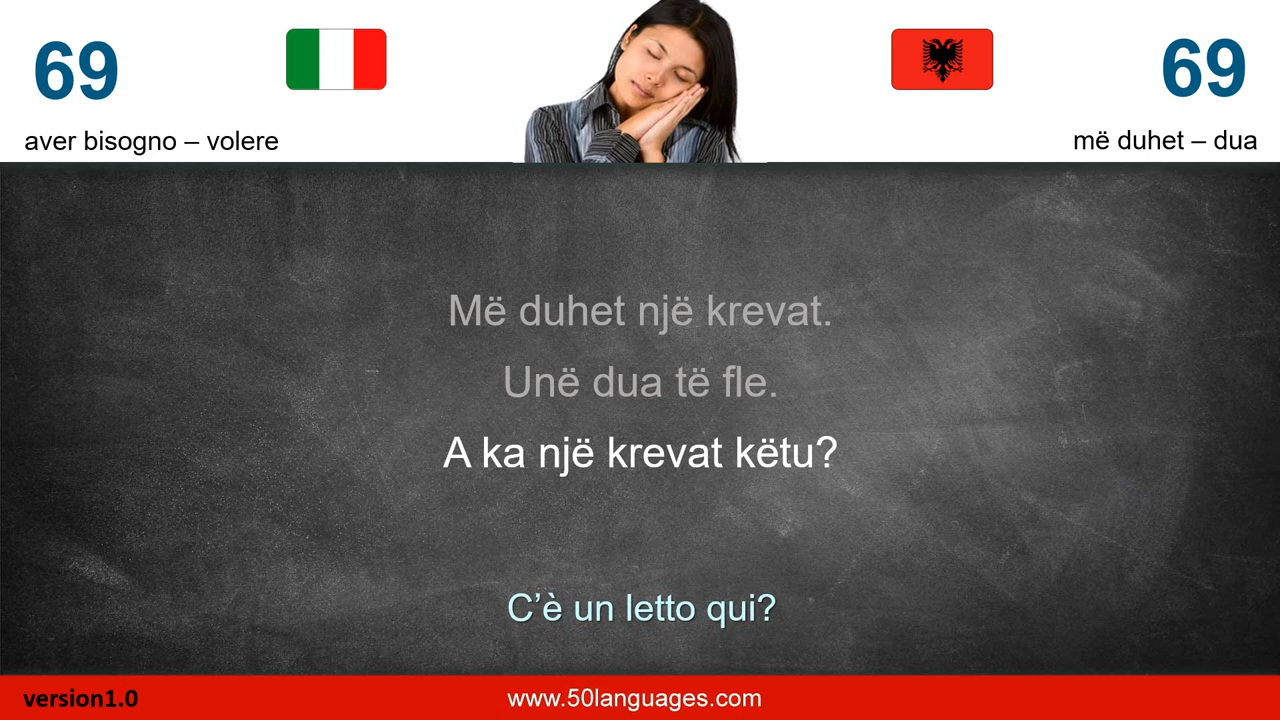 69
69
aver bisogno – volere
më duhet – dua
Më duhet një krevat.
Unë dua të fle.
A ka një krevat këtu?
C’è un letto qui?
version1.0
www.50languages.com